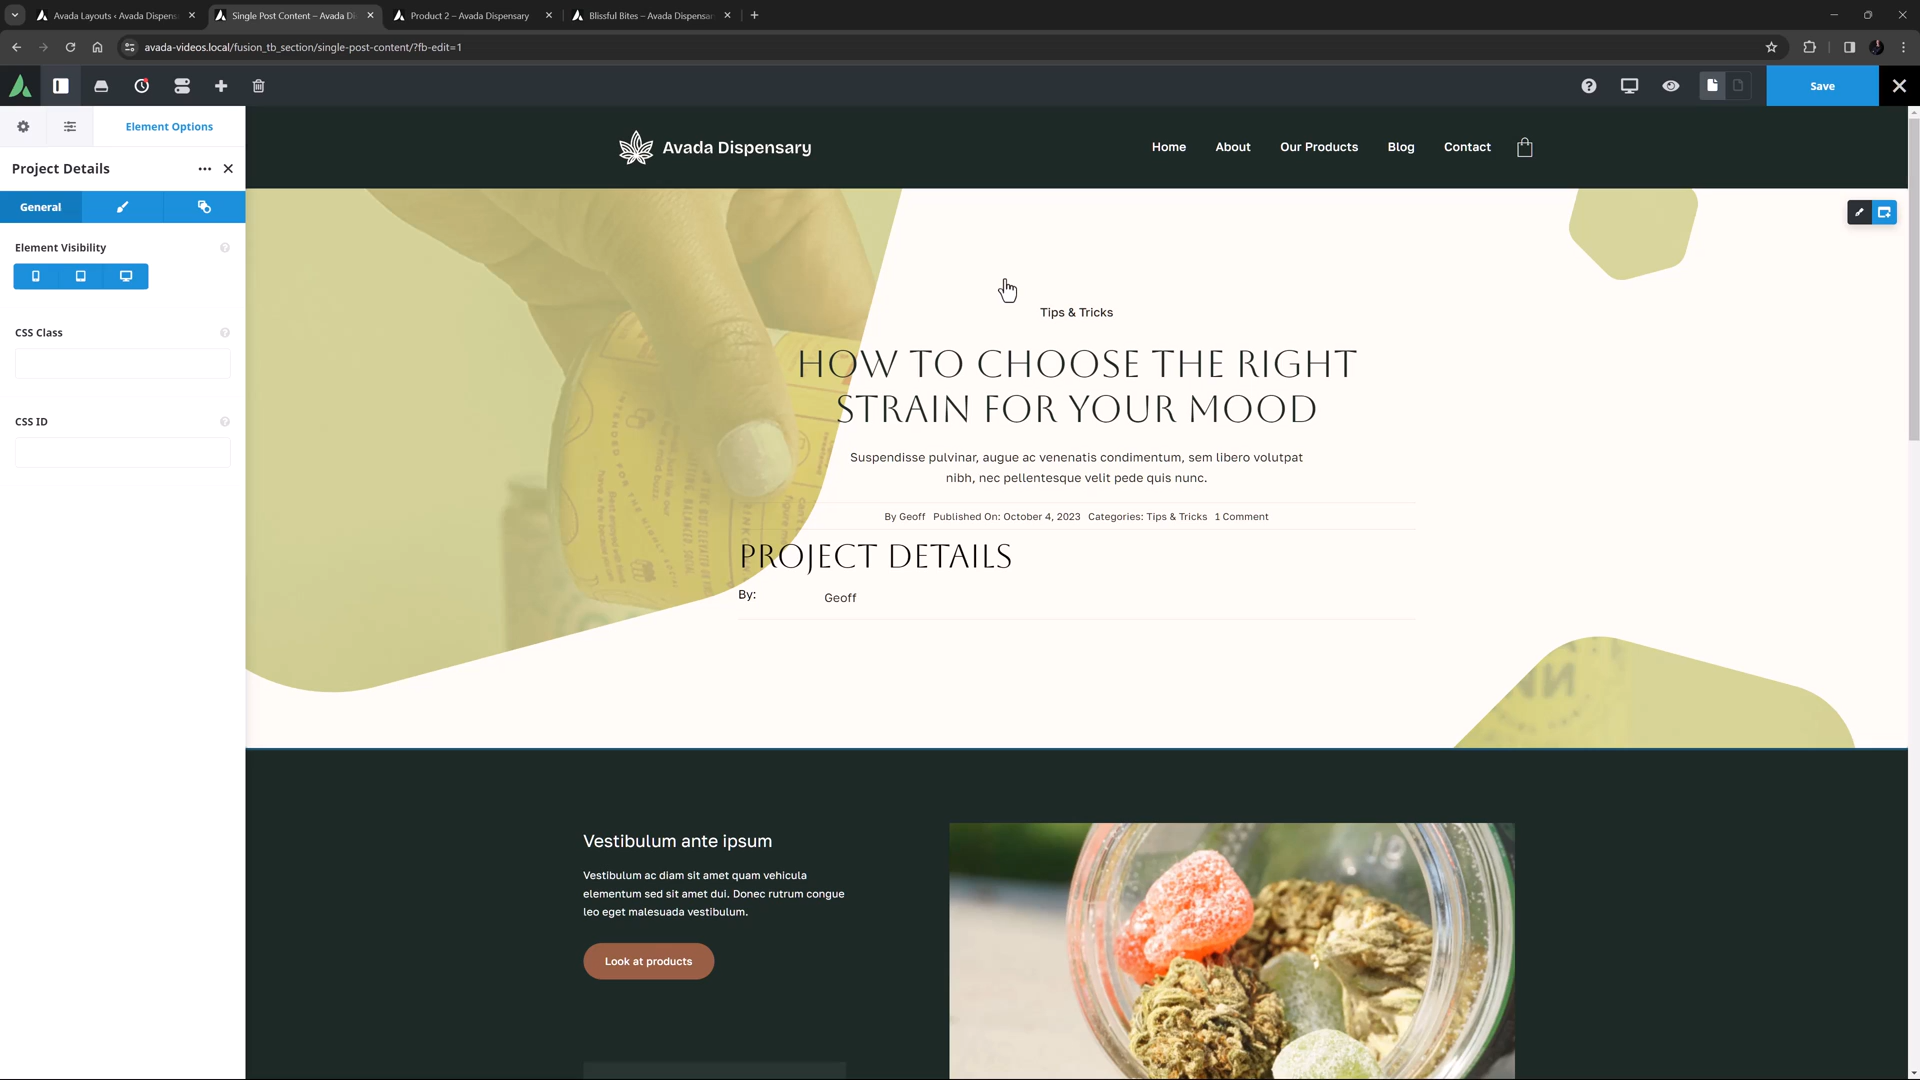 Avada Layouts ‹ Avada Dispens
Single Post Content – Avada Di
Product 2 – Avada Dispensary
Blissful Bites – Avada Dispensar
avada-videos.local/fusion_tb_section/single-post-content/?fb-edit=1
Save
Element Options
Project Details
General
Element Visibility
CSS Class
CSS ID
Avada Dispensary
Home
About
Our Products
Blog
Contact
Tips & Tricks
HOW TO CHOOSE THE RIGHT
STRAIN FOR YOUR MOOD
Suspendisse pulvinar, augue ac venenatis condimentum, sem libero volutpat
nibh, nec pellentesque velit pede quis nunc.
By Geoff Published On: October 4, 2023 Categories: Tips & Tricks 1 Comment
PROJECT DETAILS
By:
Geoff
Vestibulum ante ipsum
Vestibulum ac diam sit amet quam vehicula
elementum sed sit amet dui. Donec rutrum congue
leo eget malesuada vestibulum.
Look at products